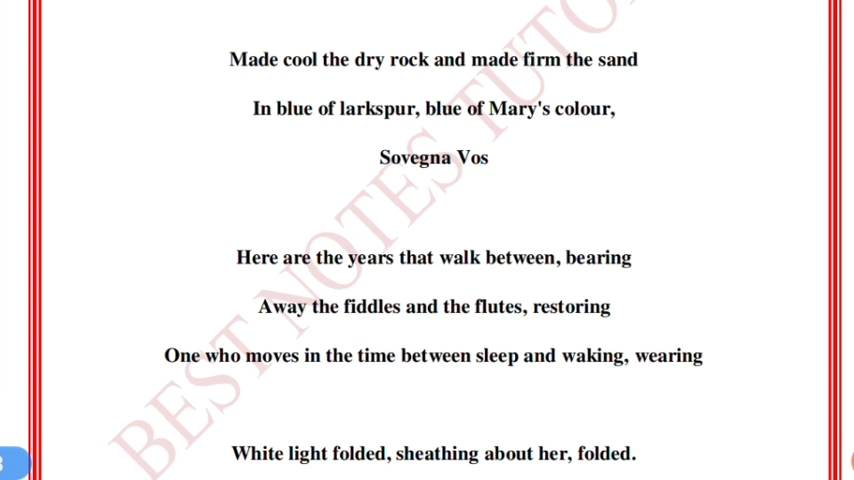 Made cool the dry rock and made firm the sand
In blue of larkspur, blue of Mary's colour,
Sovegna Vos
Here are the years that walk between, bearing
Away the fiddles and the flutes, restoring
One who moves in the time between sleep and waking, wearing
White light folded, sheathing about her, folded.
BEST NOTES TUTO
3